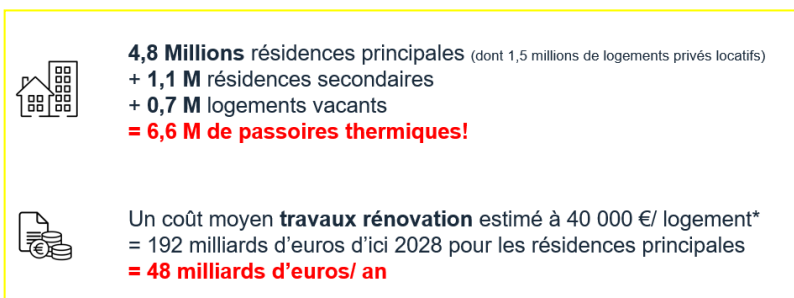 4,8 Millions résidences principales (dont 1,5 millions de logements privés locatifs)
+ 1,1 M résidences secondaires
+ 0,7 M logements vacants
= 6,6 M de passoires thermiques!
Un coût moyen travaux rénovation estimé à 40 000 €/ logement*
= 192 milliards d'euros d'ici 2028 pour les résidences principales
= 48 milliards d'euros/ an